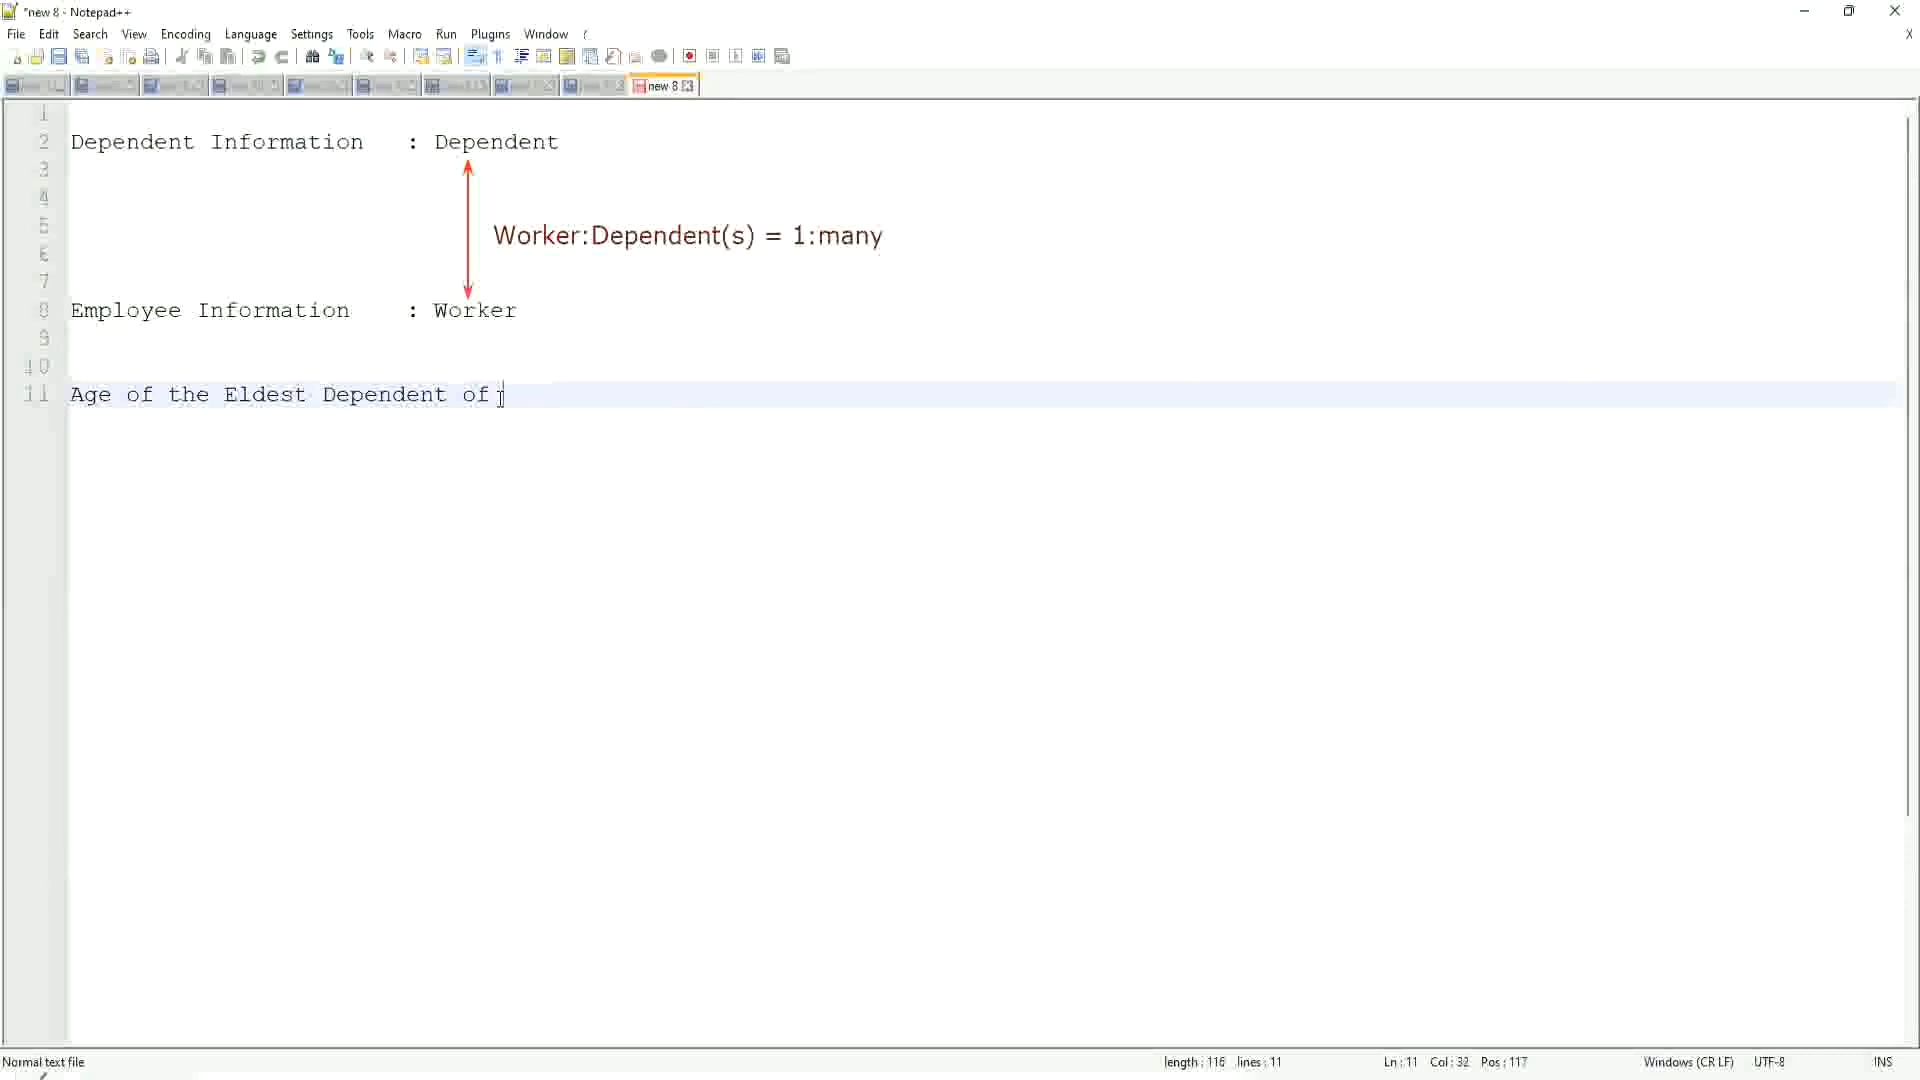 *new 8 - Notepad++
File Edit Search View Encoding Language Settings Tools Macro Run Plugins Window
X
new 8
1
2 Dependent Information : Dependent
3
4
5 Worker:Dependent(s) = 1:many
6
7
8 Employee Information : Worker
9
10
11 Age of the Eldest Dependent of
Normal text file length : 116 lines : 11 Ln : 11 Col : 32 Pos : 117 Windows (CR LF) UTF-8 INS